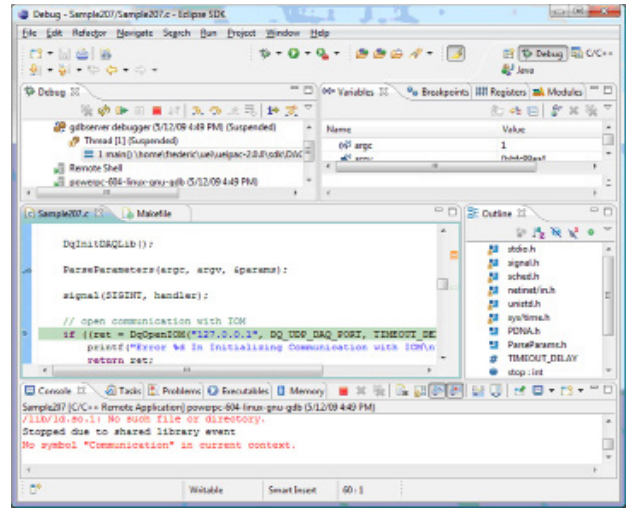 Debug - Sample207/Sample207.c - Eclipse SDK
File Edit Refactor Navigate Search Run Project Window Help
Debug C/C++
Java
Debug
gdbserver debugger (5/12/09 4:49 PM) (Suspended)
Thread [1] (Suspended)
1 main()
Remote Shell
powerpc-604-linux-gnu-gdb (5/12/09 4:49 PM)
(x)= Variables Breakpoints Registers Modules
Name Value
argc 1
argv
Sample207.c Makefile
DqInitDAQLib();
ParseParameters(argc, argv, &params);
signal(SIGINT, handler);
// open communication with IOM
if ((ret = DqOpenIOM("127.0.0.1", DQ_UDP_DAQ_PORT, TIMEOUT_DE
printf("Error %d In Initializing Communication with IOM\n
return ret;
Outline
stdio.h
signal.h
sched.h
netinet/in.h
unistd.h
sys/time.h
PDNA.h
ParseParams.h
# TIMEOUT_DELAY
stop : int
Console Tasks Problems Executables Memory
Sample207 [C/C++ Remote Application] powerpc-604-linux-gnu-gdb (5/12/09 4:49 PM)
/lib/ld.so.1: No such file or directory.
Stopped due to shared library event
No symbol "Communication" in current context.
Writable Smart Insert 60 : 1